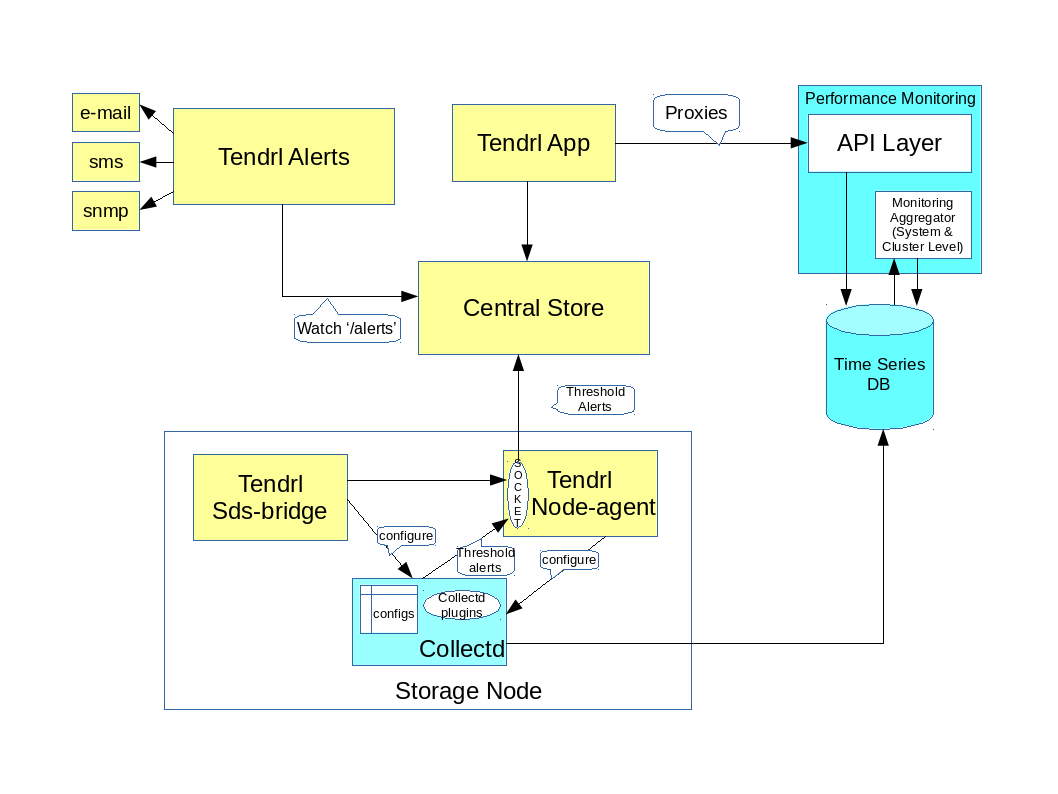 Performance Monitoring
e-mail
Tendrl Alerts
sms
snmp
Tendrl App
Proxies
API Layer
Monitoring
Aggregator
(System &
Cluster Level)
Central Store
Watch ‘/alerts’
Time Series
DB
Threshold
Alerts
Tendrl
Sds-bridge
SOCKET
Tendrl
Node-agent
configure
Threshold
alerts
configure
configs
Collectd
plugins
Collectd
Storage Node